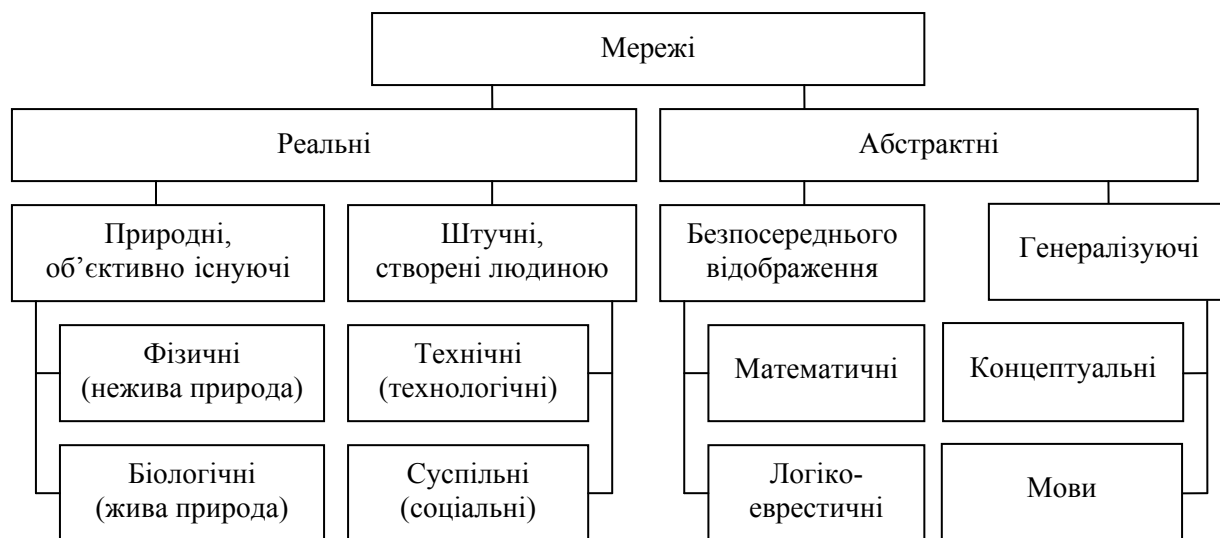 Мережі
Реальні
Абстрактні
Природні,
об’єктивно існуючі
Штучні,
створені людиною
Безпосереднього
відображення
Генералізуючі
Фізичні
(нежива природа)
Технічні
(технологічні)
Математичні
Концептуальні
Біологічні
(жива природа)
Суспільні
(соціальні)
Логіко-
еврестичні
Мови